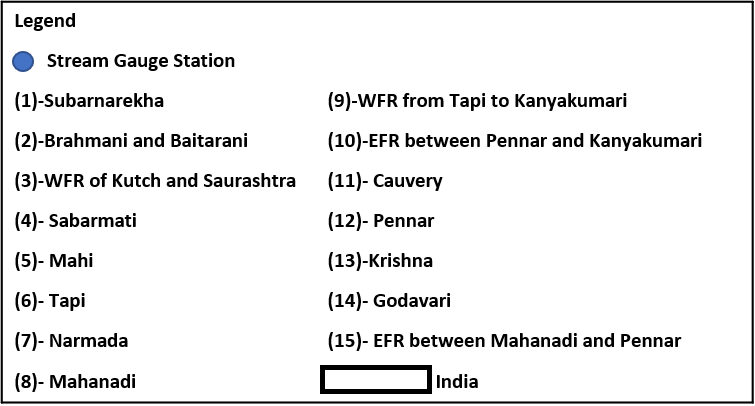 Legend
Stream Gauge Station
(1)-Subarnarekha
(2)-Brahmani and Baitarani
(3)-WFR of Kutch and Saurashtra
(4)- Sabarmati
(5)- Mahi
(6)- Tapi
(7)- Narmada
(8)- Mahanadi
(9)-WFR from Tapi to Kanyakumari
(10)-EFR between Pennar and Kanyakumari
(11)- Cauvery
(12)- Pennar
(13)-Krishna
(14)- Godavari
(15)- EFR between Mahanadi and Pennar
India